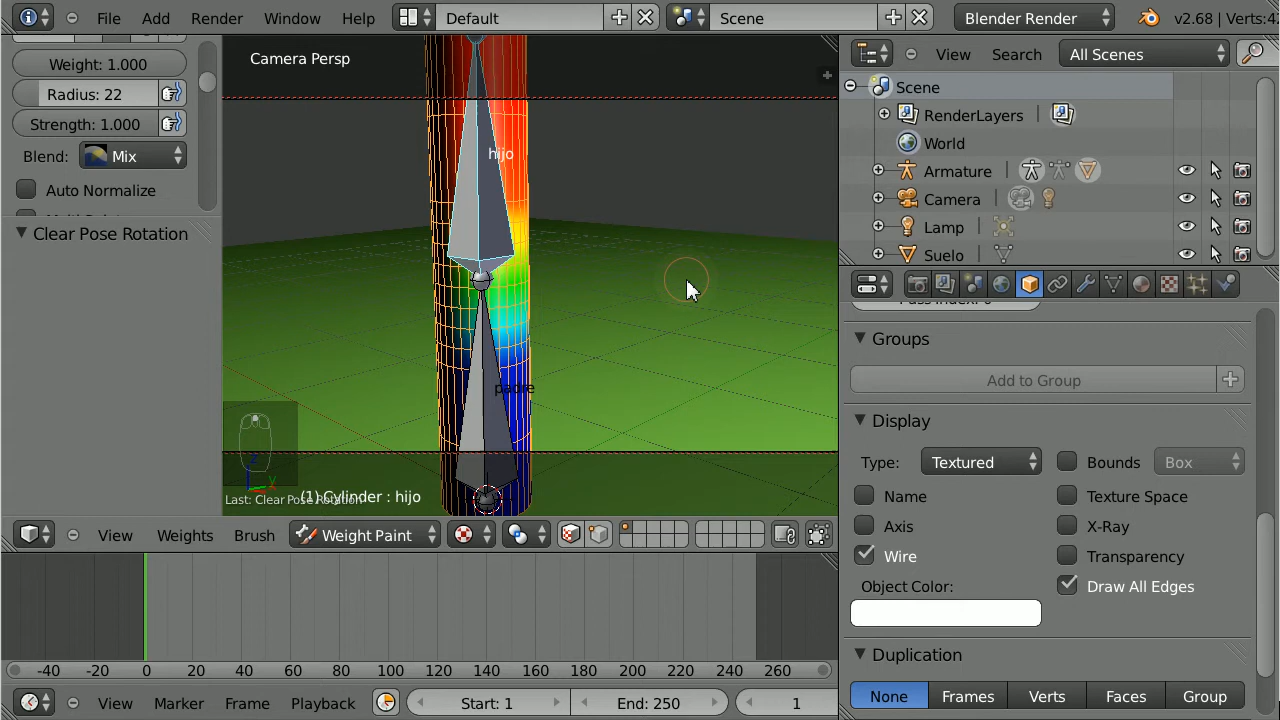 File Add Render Window Help Default Scene Blender Render v2.68 | Verts:42
Weight: 1.000
Radius: 22
Strength: 1.000
Blend: Mix
Auto Normalize
Clear Pose Rotation
Camera Persp
hijo
padre
Last: Clear Pose Rotation
(1) Cylinder : hijo
View Weights Brush Weight Paint
-40 -20 0 20 40 60 80 100 120 140 160 180 200 220 240 260
View Marker Frame Playback Start: 1 End: 250 1
View Search All Scenes
Scene
RenderLayers |
World
Armature |
Camera |
Lamp |
Suelo |
Groups
Add to Group
Display
Type: Textured Bounds Box
Name Texture Space
Axis X-Ray
Wire Transparency
Object Color: Draw All Edges
Duplication
None Frames Verts Faces Group